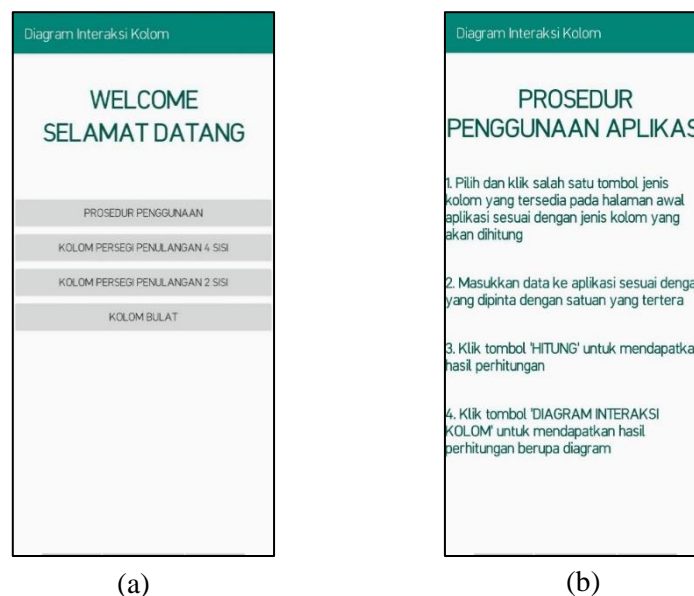 Diagram Interaksi Kolom
WELCOME
SELAMAT DATANG
PROSEDUR PENGGUNAAN
KOLOM PERSEGI PENULANGAN 4 SISI
KOLOM PERSEGI PENULANGAN 2 SISI
KOLOM BULAT
(a)
Diagram Interaksi Kolom
PROSEDUR
PENGGUNAAN APLIKAS
1. Pilih dan klik salah satu tombol jenis
kolom yang tersedia pada halaman awal
aplikasi sesuai dengan jenis kolom yang
akan dihitung
2. Masukkan data ke aplikasi sesuai denga
yang dipinta dengan satuan yang tertera
3. Klik tombol 'HITUNG' untuk mendapatka
hasil perhitungan
4. Klik tombol 'DIAGRAM INTERAKSI
KOLOM' untuk mendapatkan hasil
perhitungan berupa diagram
(b)